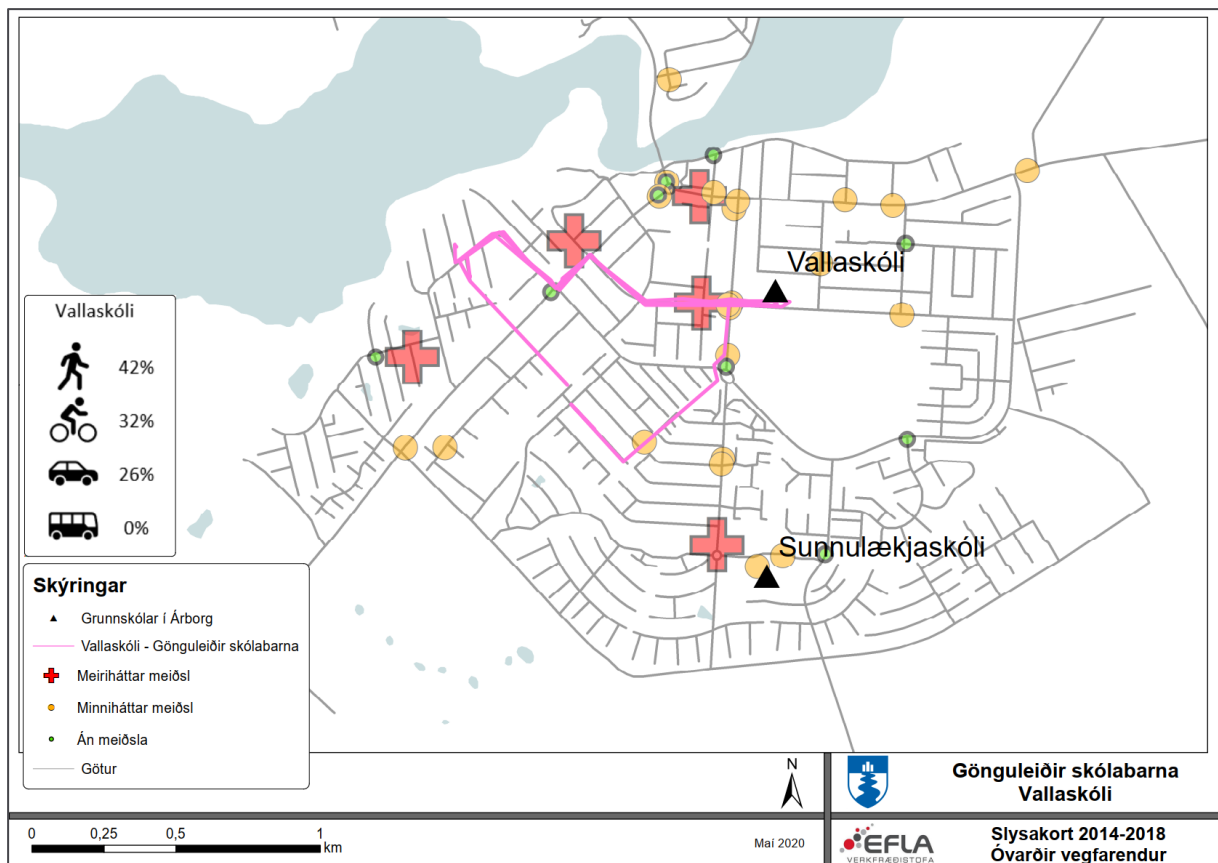 Vallaskóli
Sunnulækjaskóli
Vallaskóli
42%
32%
26%
0%
Skýringar
Grunnskólar í Árborg
Vallaskóli - Gönguleiðir skólabarna
Meiriháttar meiðsl
Minniháttar meiðsl
Án meiðsla
Götur
0 0,25 0,5 1
km
N
Maí 2020
Gönguleiðir skólabarna
Vallaskóli
EFLA
VERKFRÆÐISTOFA
Slysakort 2014-2018
Óvarðir vegfarendur